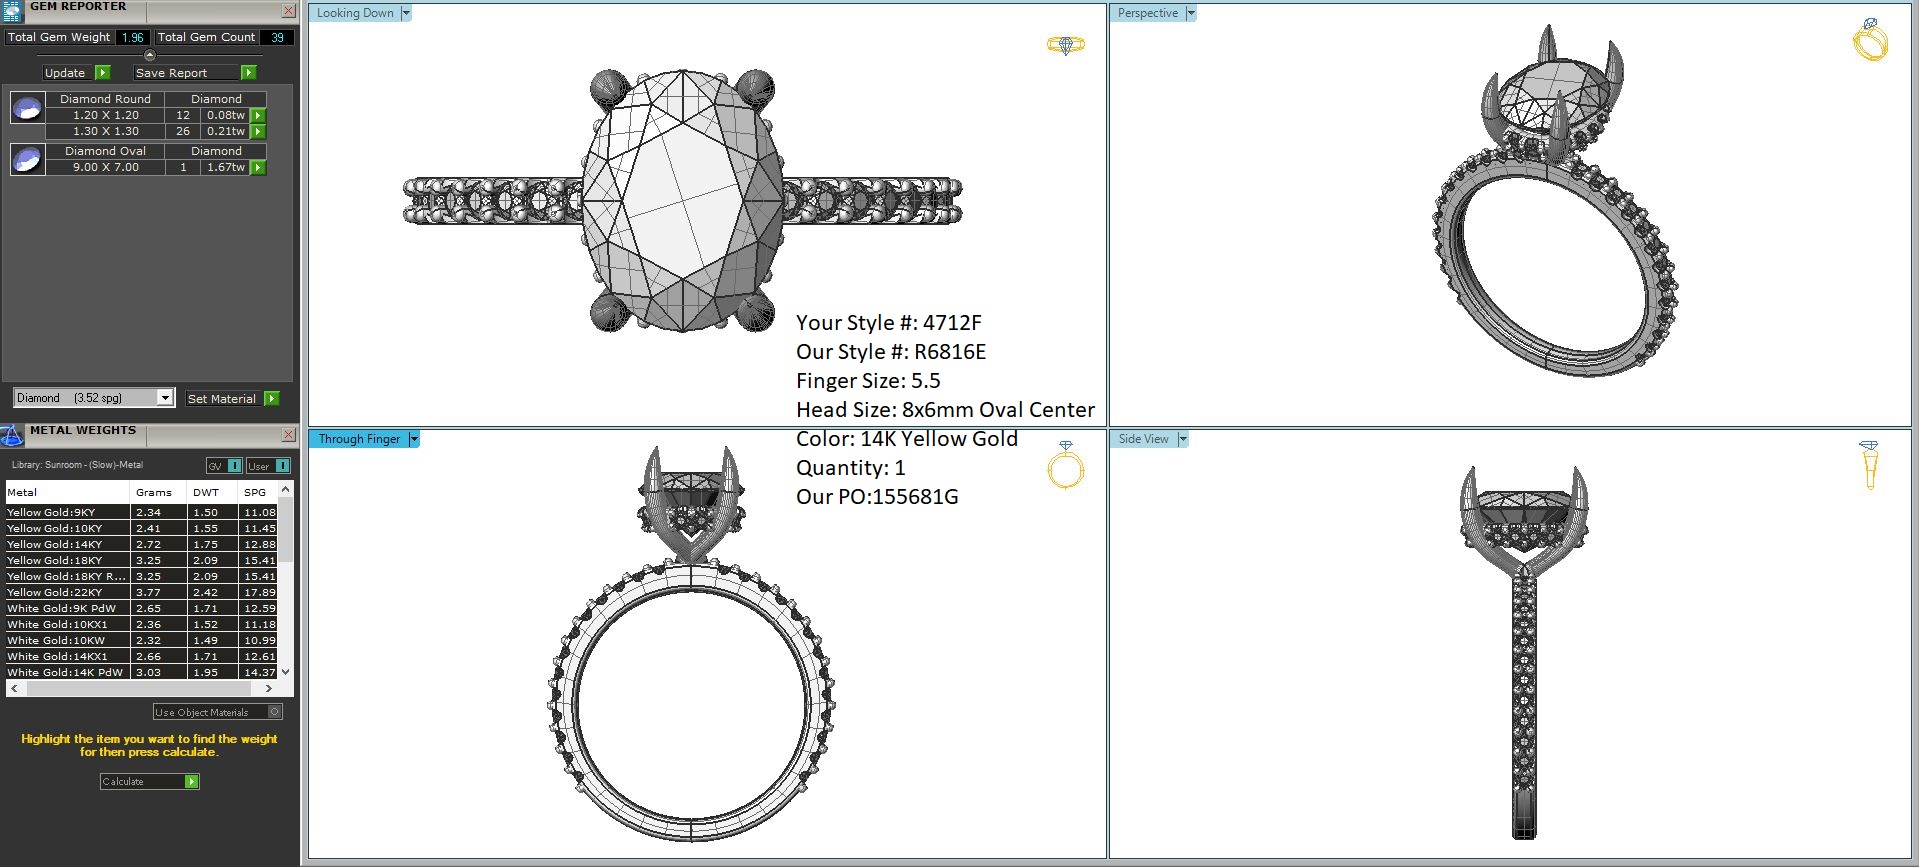 GEM REPORTER
Total Gem Weight 1.96 Total Gem Count 39
Update Save Report
Diamond Round Diamond
1.20 X 1.20 12 0.08tw
1.30 X 1.30 26 0.21tw
Diamond Oval Diamond
9.00 X 7.00 1 1.67tw
Diamond (3.52 spg) Set Material
METAL WEIGHTS
Library: Sunroom - (Slow)-Metal GV User
Metal Grams DWT SPG
Yellow Gold:9KY 2.34 1.50 11.08
Yellow Gold:10KY 2.41 1.55 11.45
Yellow Gold:14KY 2.72 1.75 12.88
Yellow Gold:18KY 3.25 2.09 15.41
Yellow Gold:18KY R... 3.25 2.09 15.41
Yellow Gold:22KY 3.77 2.42 17.89
White Gold:9K PdW 2.65 1.71 12.59
White Gold:10KX1 2.36 1.52 11.18
White Gold:10KW 2.32 1.49 10.99
White Gold:14KX1 2.66 1.71 12.61
White Gold:14K PdW 3.03 1.95 14.37
Use Object Materials
Highlight the item you want to find the weight
for then press calculate.
Calculate
Looking Down
Perspective
Your Style #: 4712F
Our Style #: R6816E
Finger Size: 5.5
Head Size: 8x6mm Oval Center
Color: 14K Yellow Gold
Quantity: 1
Our PO:155681G
Through Finger
Side View